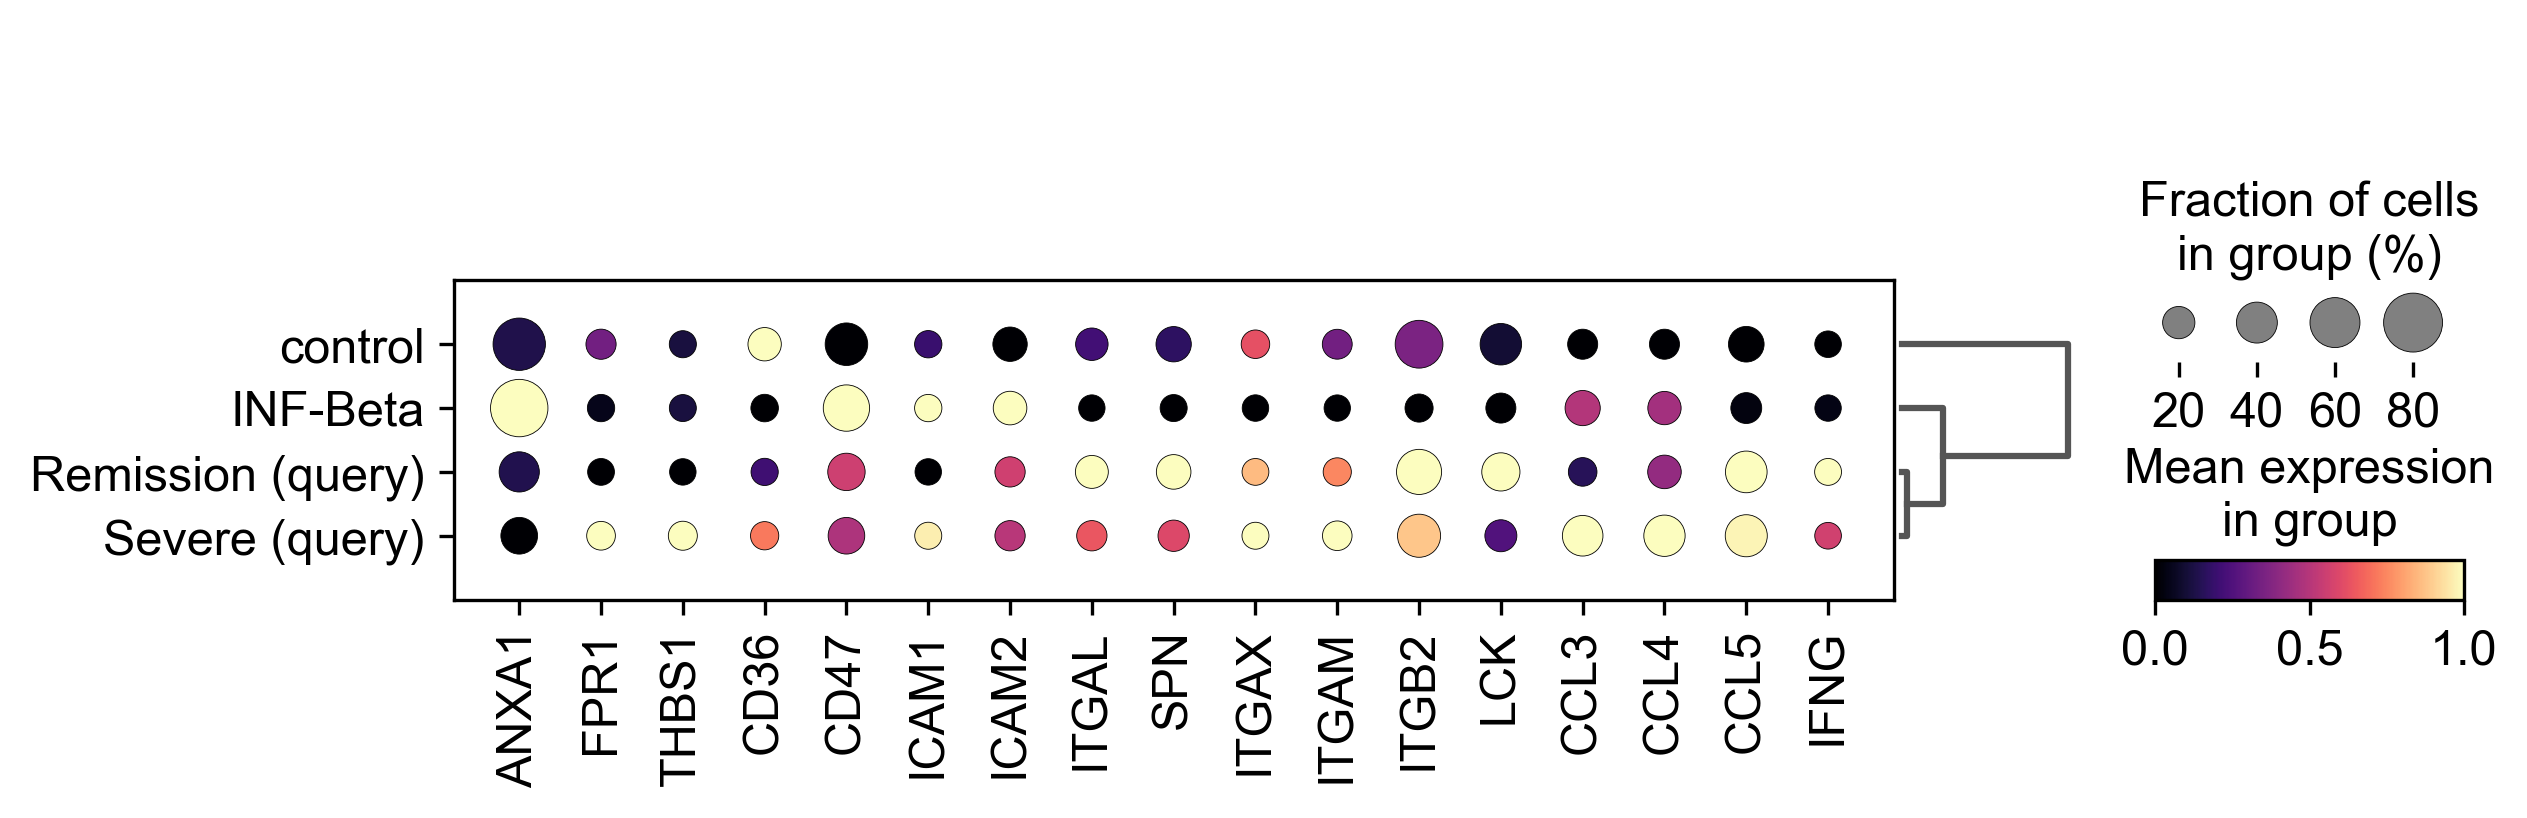 Fraction of cells
in group (%)
20 40 60 80
Mean expression
in group
0.0 0.5 1.0
control
INF-Beta
Remission (query)
Severe (query)
ANXA1
FPR1
THBS1
CD36
CD47
ICAM1
ICAM2
ITGAL
SPN
ITGAX
ITGAM
ITGB2
LCK
CCL3
CCL4
CCL5
IFNG